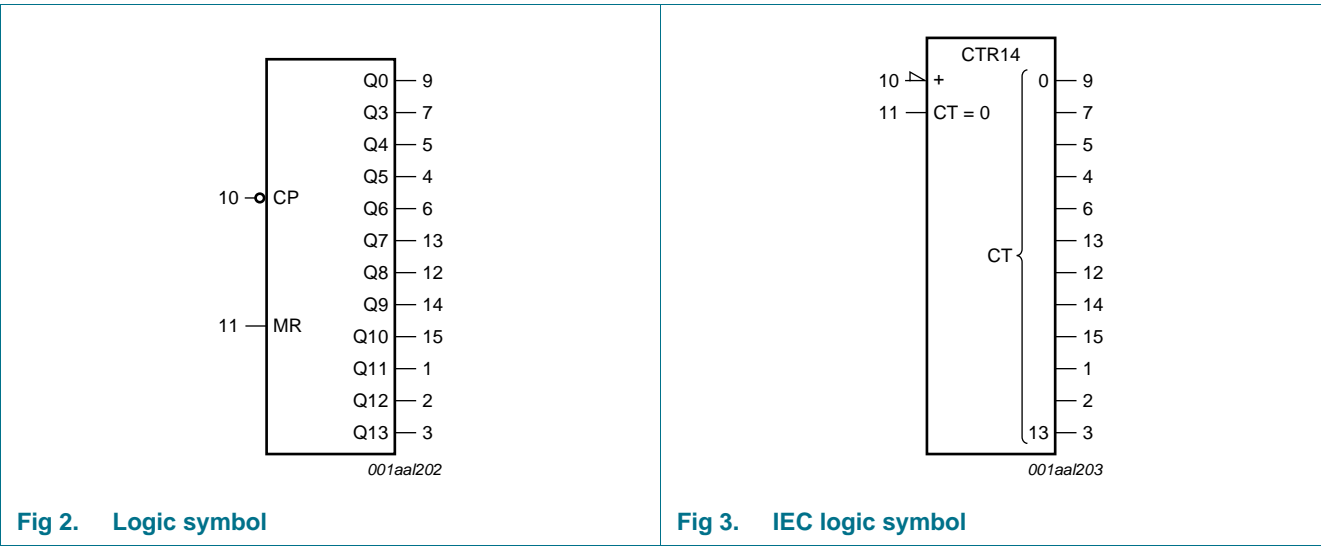 Q0 9
Q3 7
Q4 5
Q5 4
10 CP
Q6 6
Q7 13
Q8 12
Q9 14
11 MR
Q10 15
Q11 1
Q12 2
Q13 3
001aal202
Fig 2. Logic symbol
CTR14
10 + 0 9
11 CT = 0 7
5
4
6
13
CT
12
14
15
1
2
13 3
001aal203
Fig 3. IEC logic symbol